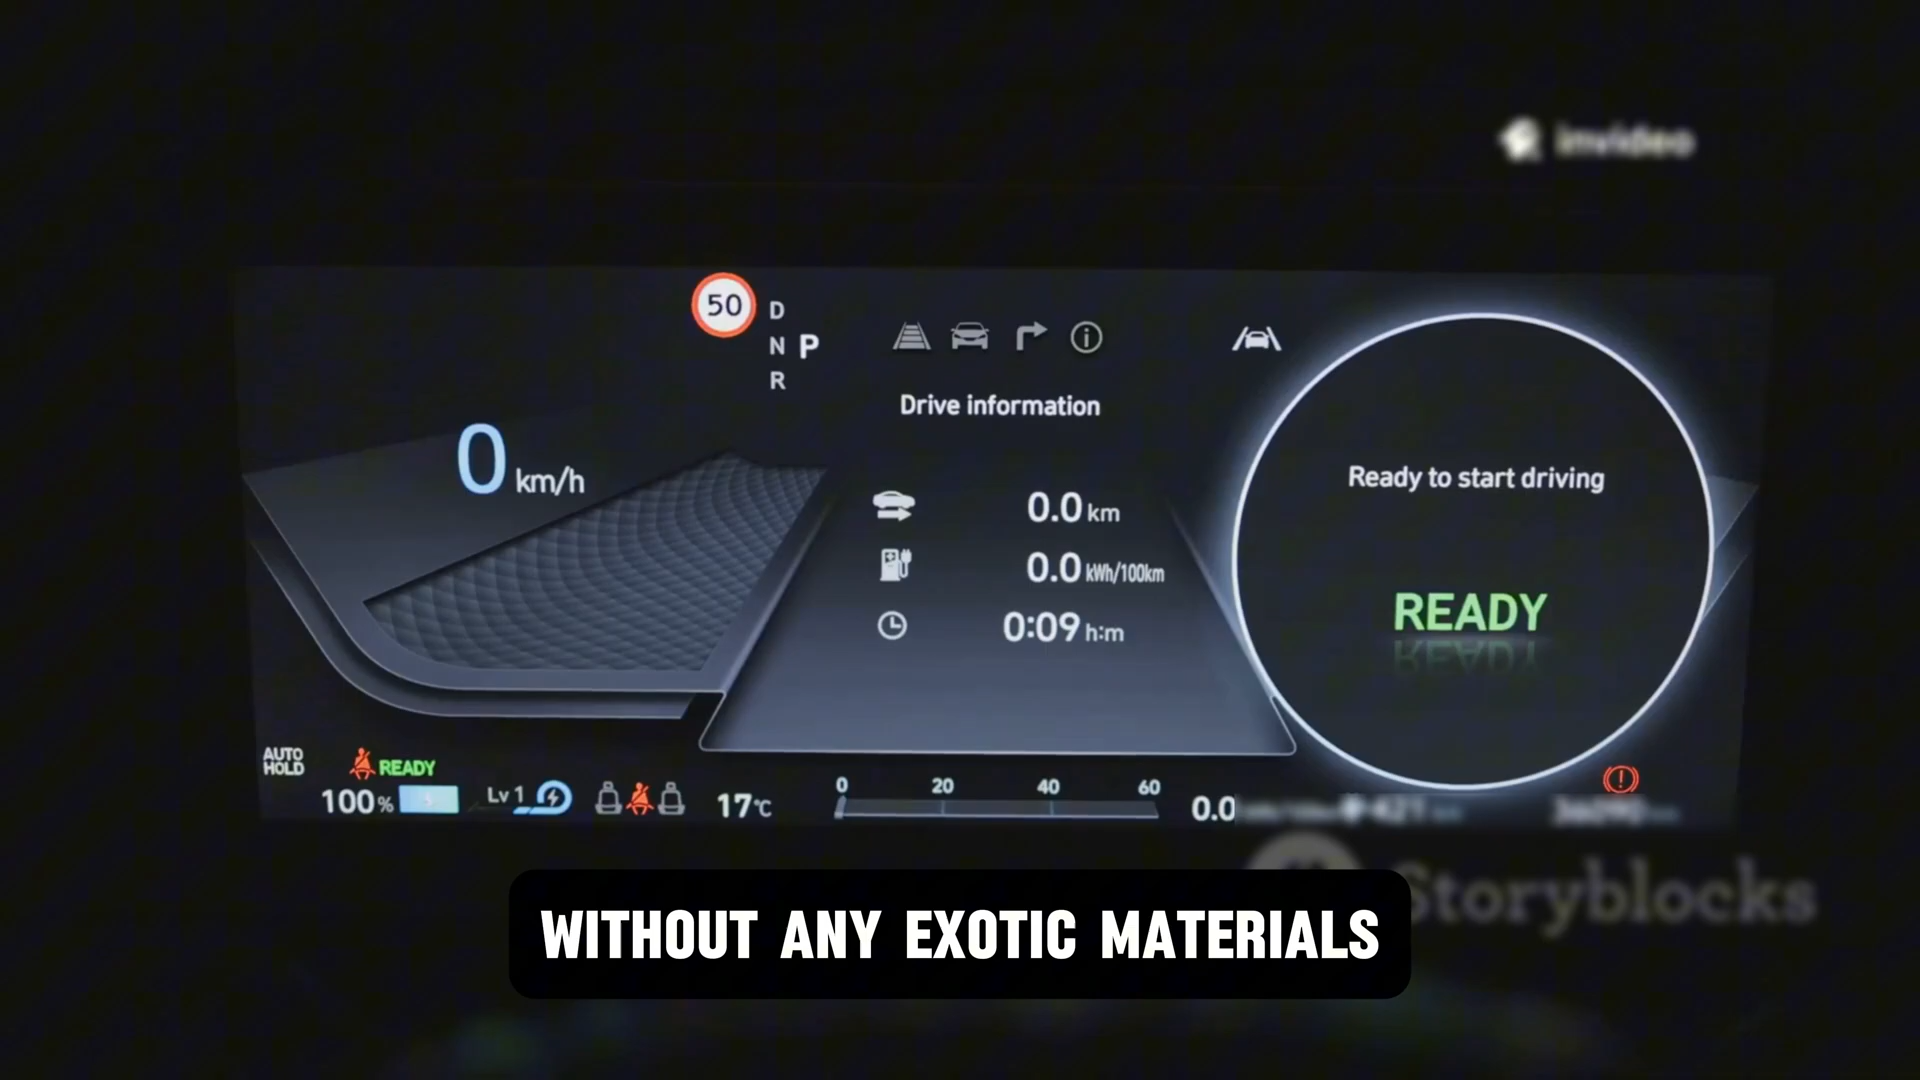 invideo
50
D
N P
R
Drive information
0 km/h
0.0 km
0.0 kWh/100km
0:09 h:m
Ready to start driving
READY
AUTO
HOLD
READY
100%
Lv 1
17°C
0 20 40 60
0.0
Storyblocks
WITHOUT ANY EXOTIC MATERIALS